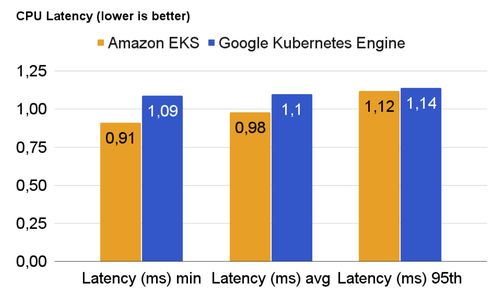 CPU Latency (lower is better)
Amazon EKS Google Kubernetes Engine
1,25
1,00
0,75
0,50
0,25
0,00
0,91 1,09 0,98 1,1 1,12 1,14
Latency (ms) min Latency (ms) avg Latency (ms) 95th